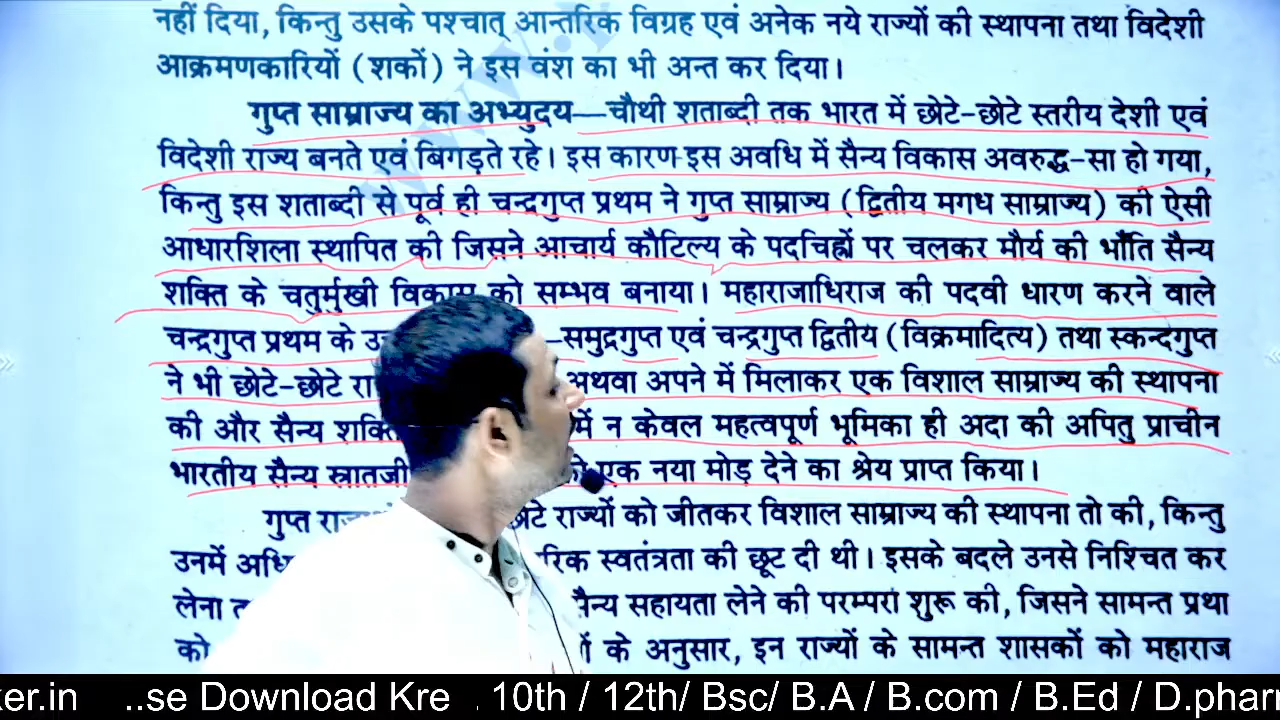 नहीं दिया, किन्तु उसके पश्चात् आन्तरिक विग्रह एवं अनेक नये राज्यों की स्थापना तथा विदेशी
आक्रमणकारियों (शकों) ने इस वंश का भी अन्त कर दिया।
गुप्त साम्राज्य का अभ्युदय—चौथी शताब्दी तक भारत में छोटे-छोटे स्तरीय देशी एवं
विदेशी राज्य बनते एवं बिगड़ते रहे। इस कारण इस अवधि में सैन्य विकास अवरुद्ध-सा हो गया,
किन्तु इस शताब्दी से पूर्व ही चन्द्रगुप्त प्रथम ने गुप्त साम्राज्य (द्वितीय मगध साम्राज्य) की ऐसी
आधारशिला स्थापित की जिसने आचार्य कौटिल्य के पदचिह्नों पर चलकर मौर्य की भाँति सैन्य
शक्ति के चतुर्मुखी विकास को सम्भव बनाया। महाराजाधिराज की पदवी धारण करने वाले
चन्द्रगुप्त प्रथम के —समुद्रगुप्त एवं चन्द्रगुप्त द्वितीय (विक्रमादित्य) तथा स्कन्दगुप्त
ने भी छोटे-छोटे अथवा अपने में मिलाकर एक विशाल साम्राज्य की स्थापना
की और सैन्य शक्ति में न केवल महत्वपूर्ण भूमिका ही अदा की अपितु प्राचीन
भारतीय सैन्य को एक नया मोड़ देने का श्रेय प्राप्त किया।
गुप्त राज्यों को जीतकर विशाल साम्राज्य की स्थापना तो की, किन्तु
उनमें स्वतंत्रता की छूट दी थी। इसके बदले उनसे निश्चित कर
लेना सैन्य सहायता लेने की परम्परा शुरू की, जिसने सामन्त प्रथा
को के अनुसार, इन राज्यों के सामन्त शासकों को महाराज
ker.in ..se Download Kre . 10th / 12th/ Bsc/ B.A / B.com / B.Ed / D.phar